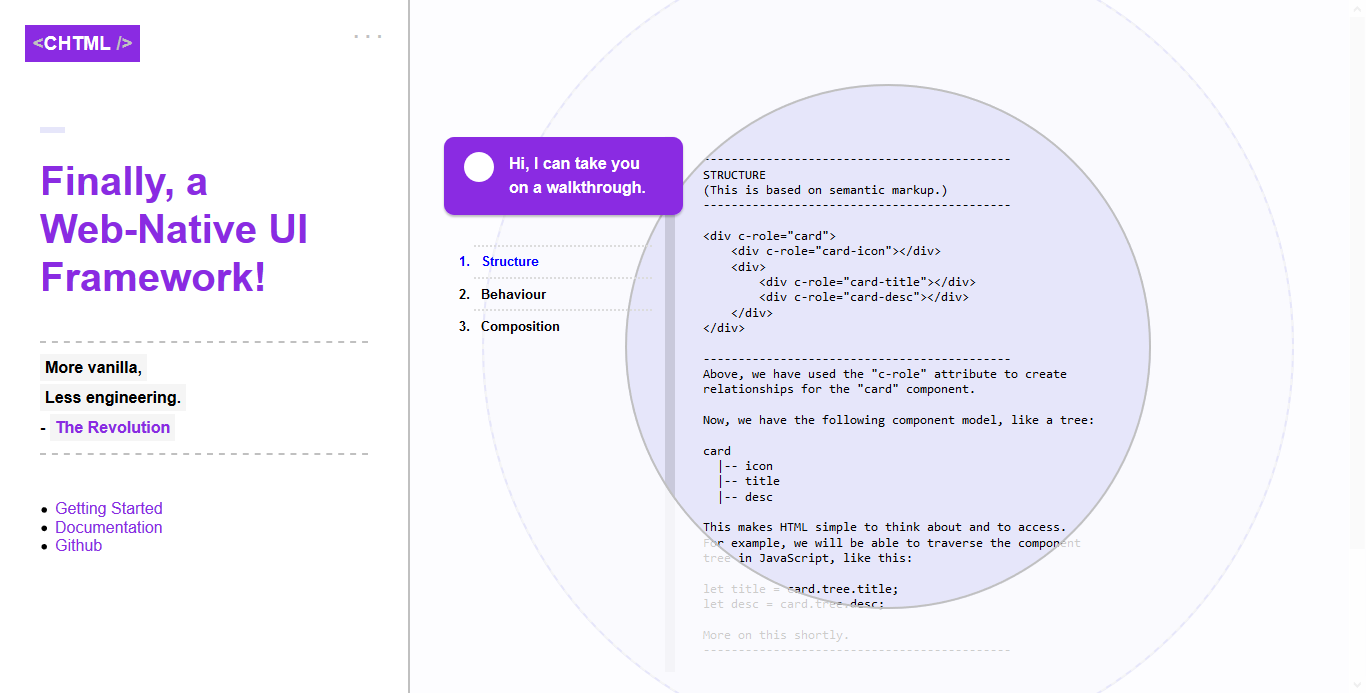 <CHTML />
...
Finally, a
Web-Native UI
Framework!
More vanilla,
Less engineering.
- The Revolution
• Getting Started
• Documentation
• Github
Hi, I can take you
on a walkthrough.
1. Structure
2. Behaviour
3. Composition
--------------------------------------------
STRUCTURE
(This is based on semantic markup.)
--------------------------------------------
<div c-role="card">
    <div c-role="card-icon"></div>
    <div>
        <div c-role="card-title"></div>
        <div c-role="card-desc"></div>
    </div>
</div>
--------------------------------------------
Above, we have used the "c-role" attribute to create
relationships for the "card" component.
Now, we have the following component model, like a tree:
card
  |-- icon
  |-- title
  |-- desc
This makes HTML simple to think about and to access.
For example, we will be able to traverse the component
tree in JavaScript, like this:
let title = card.tree.title;
let desc = card.tree.desc;
More on this shortly.
--------------------------------------------